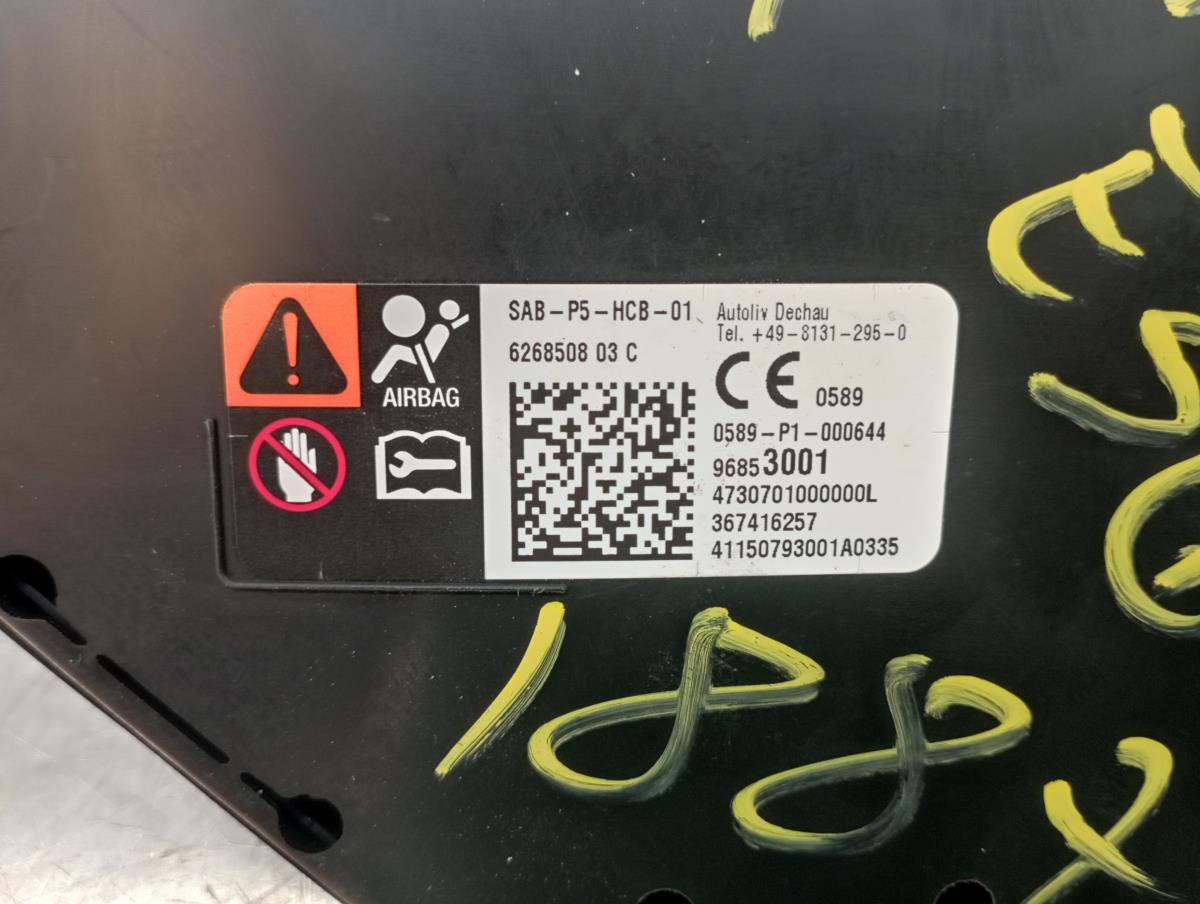 AIRBAG
SAB-P5-HCB-01
6268508 03 C
Autoliv Dechau
Tel. +49-8131-295-0
CE 0589
0589-P1-000644
96853001
4730701000000L
367416257
41150793001A0335
188